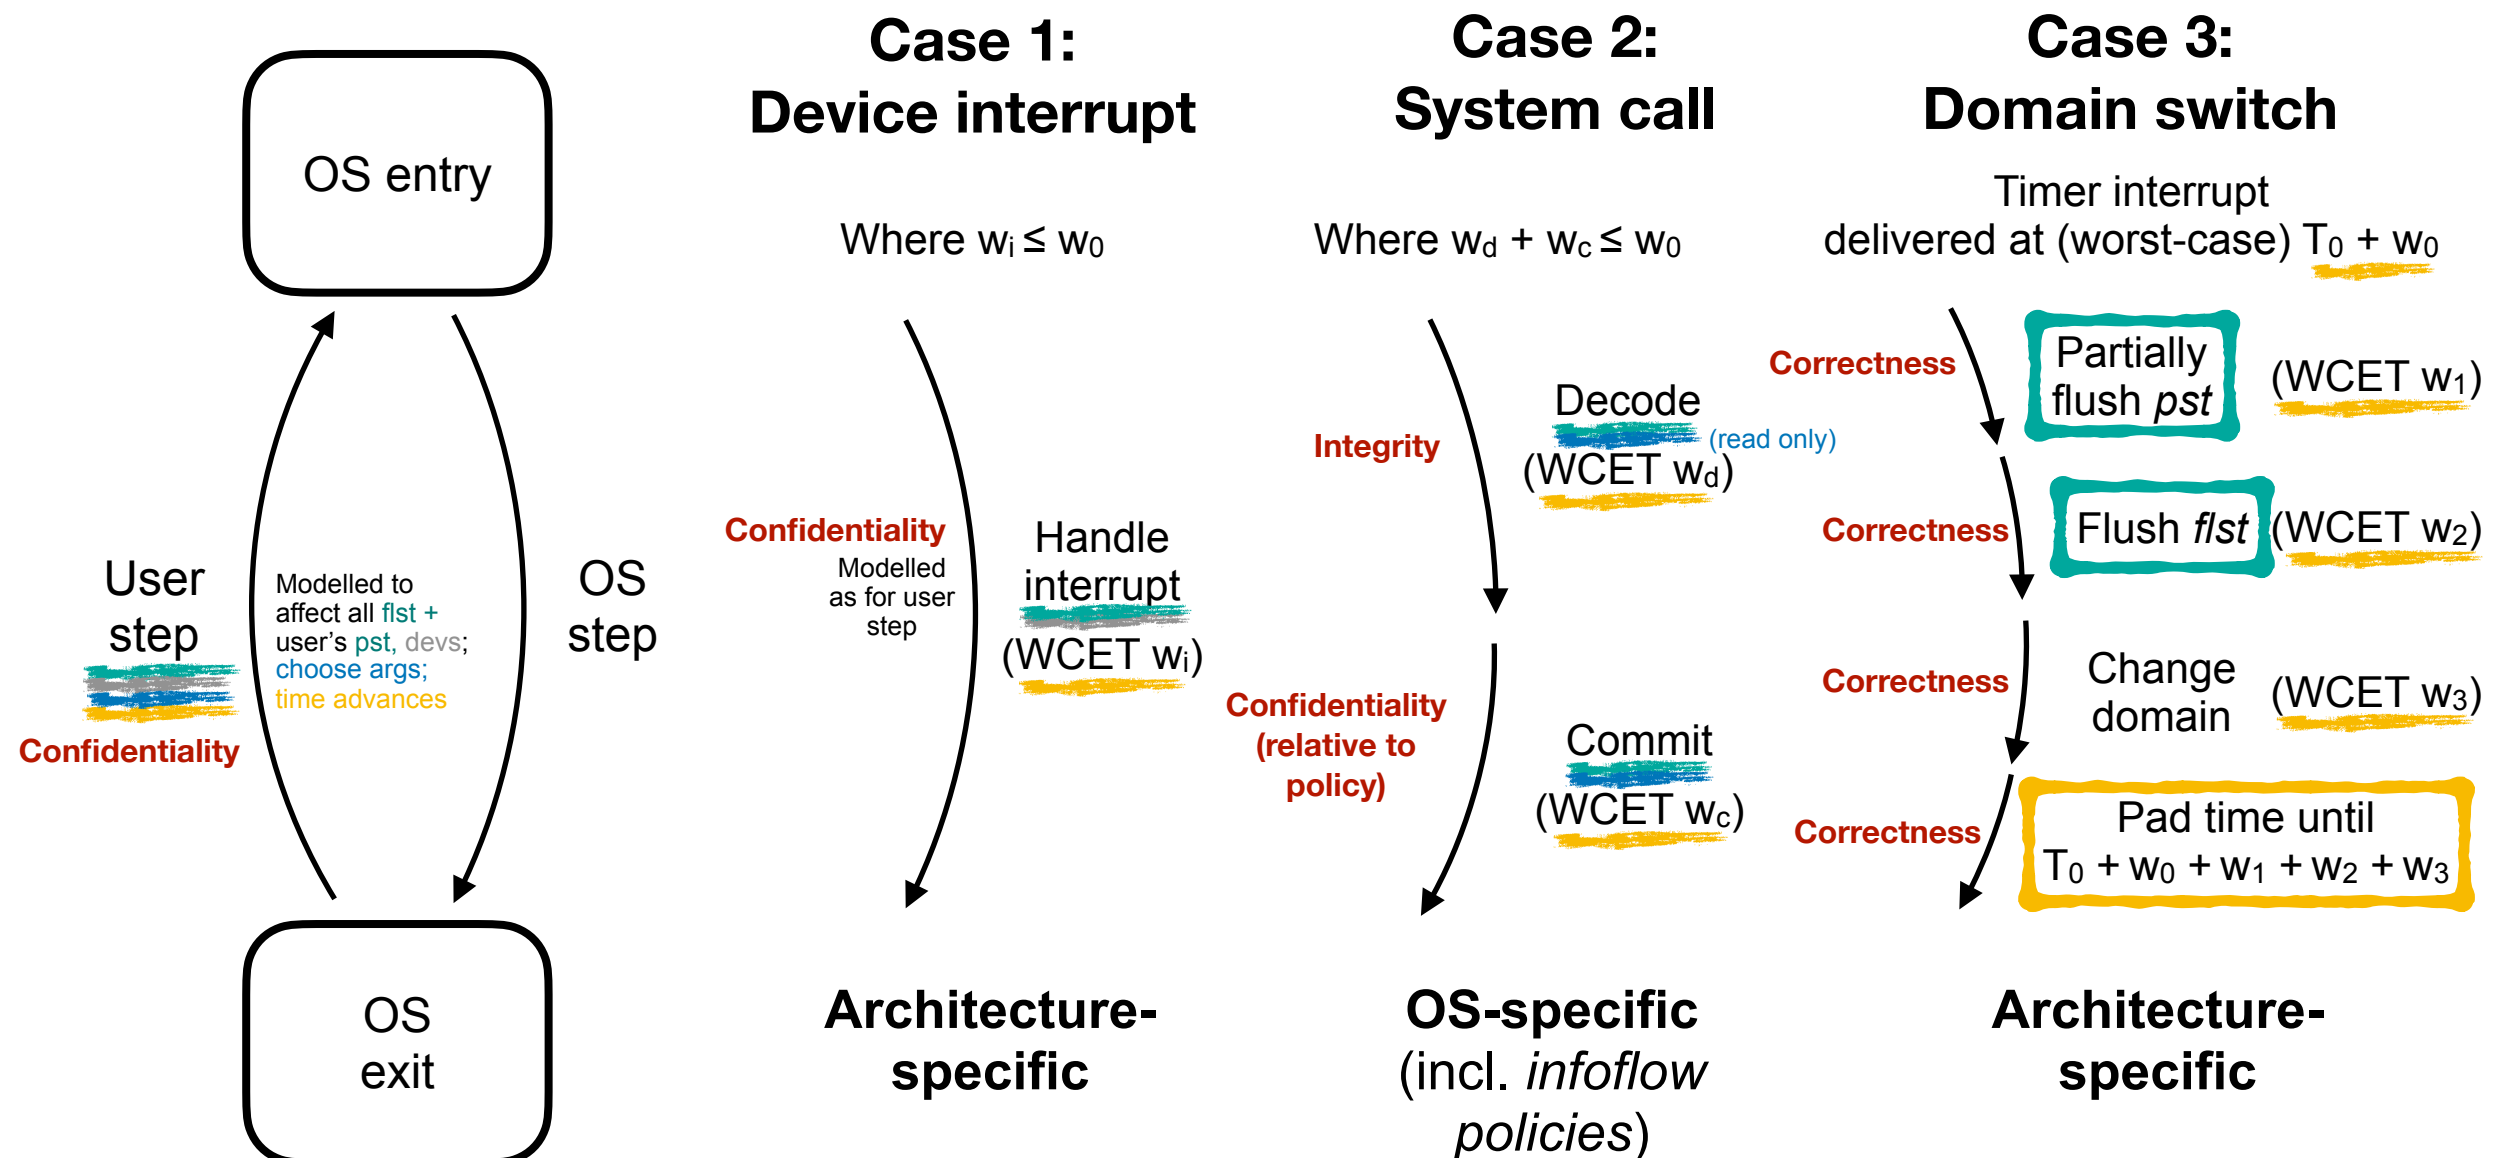 OS entry
User
step
Confidentiality
Modelled to
affect all flst +
user's pst, devs;
choose args;
time advances
OS
step
OS
exit
Case 1:
Device interrupt
Where wᵢ ≤ w₀
Confidentiality
Modelled
as for user
step
Handle
interrupt
(WCET wᵢ)
Architecture-
specific
Case 2:
System call
Where w_d + w_c ≤ w₀
Integrity
Decode
(read only)
(WCET w_d)
Confidentiality
(relative to
policy)
Commit
(WCET w_c)
OS-specific
(incl. infoflow
policies)
Case 3:
Domain switch
Timer interrupt
delivered at (worst-case) T₀ + w₀
Correctness
Partially
flush pst
(WCET w₁)
Correctness
Flush flst
(WCET w₂)
Correctness
Change
domain
(WCET w₃)
Correctness
Pad time until
T₀ + w₀ + w₁ + w₂ + w₃
Architecture-
specific